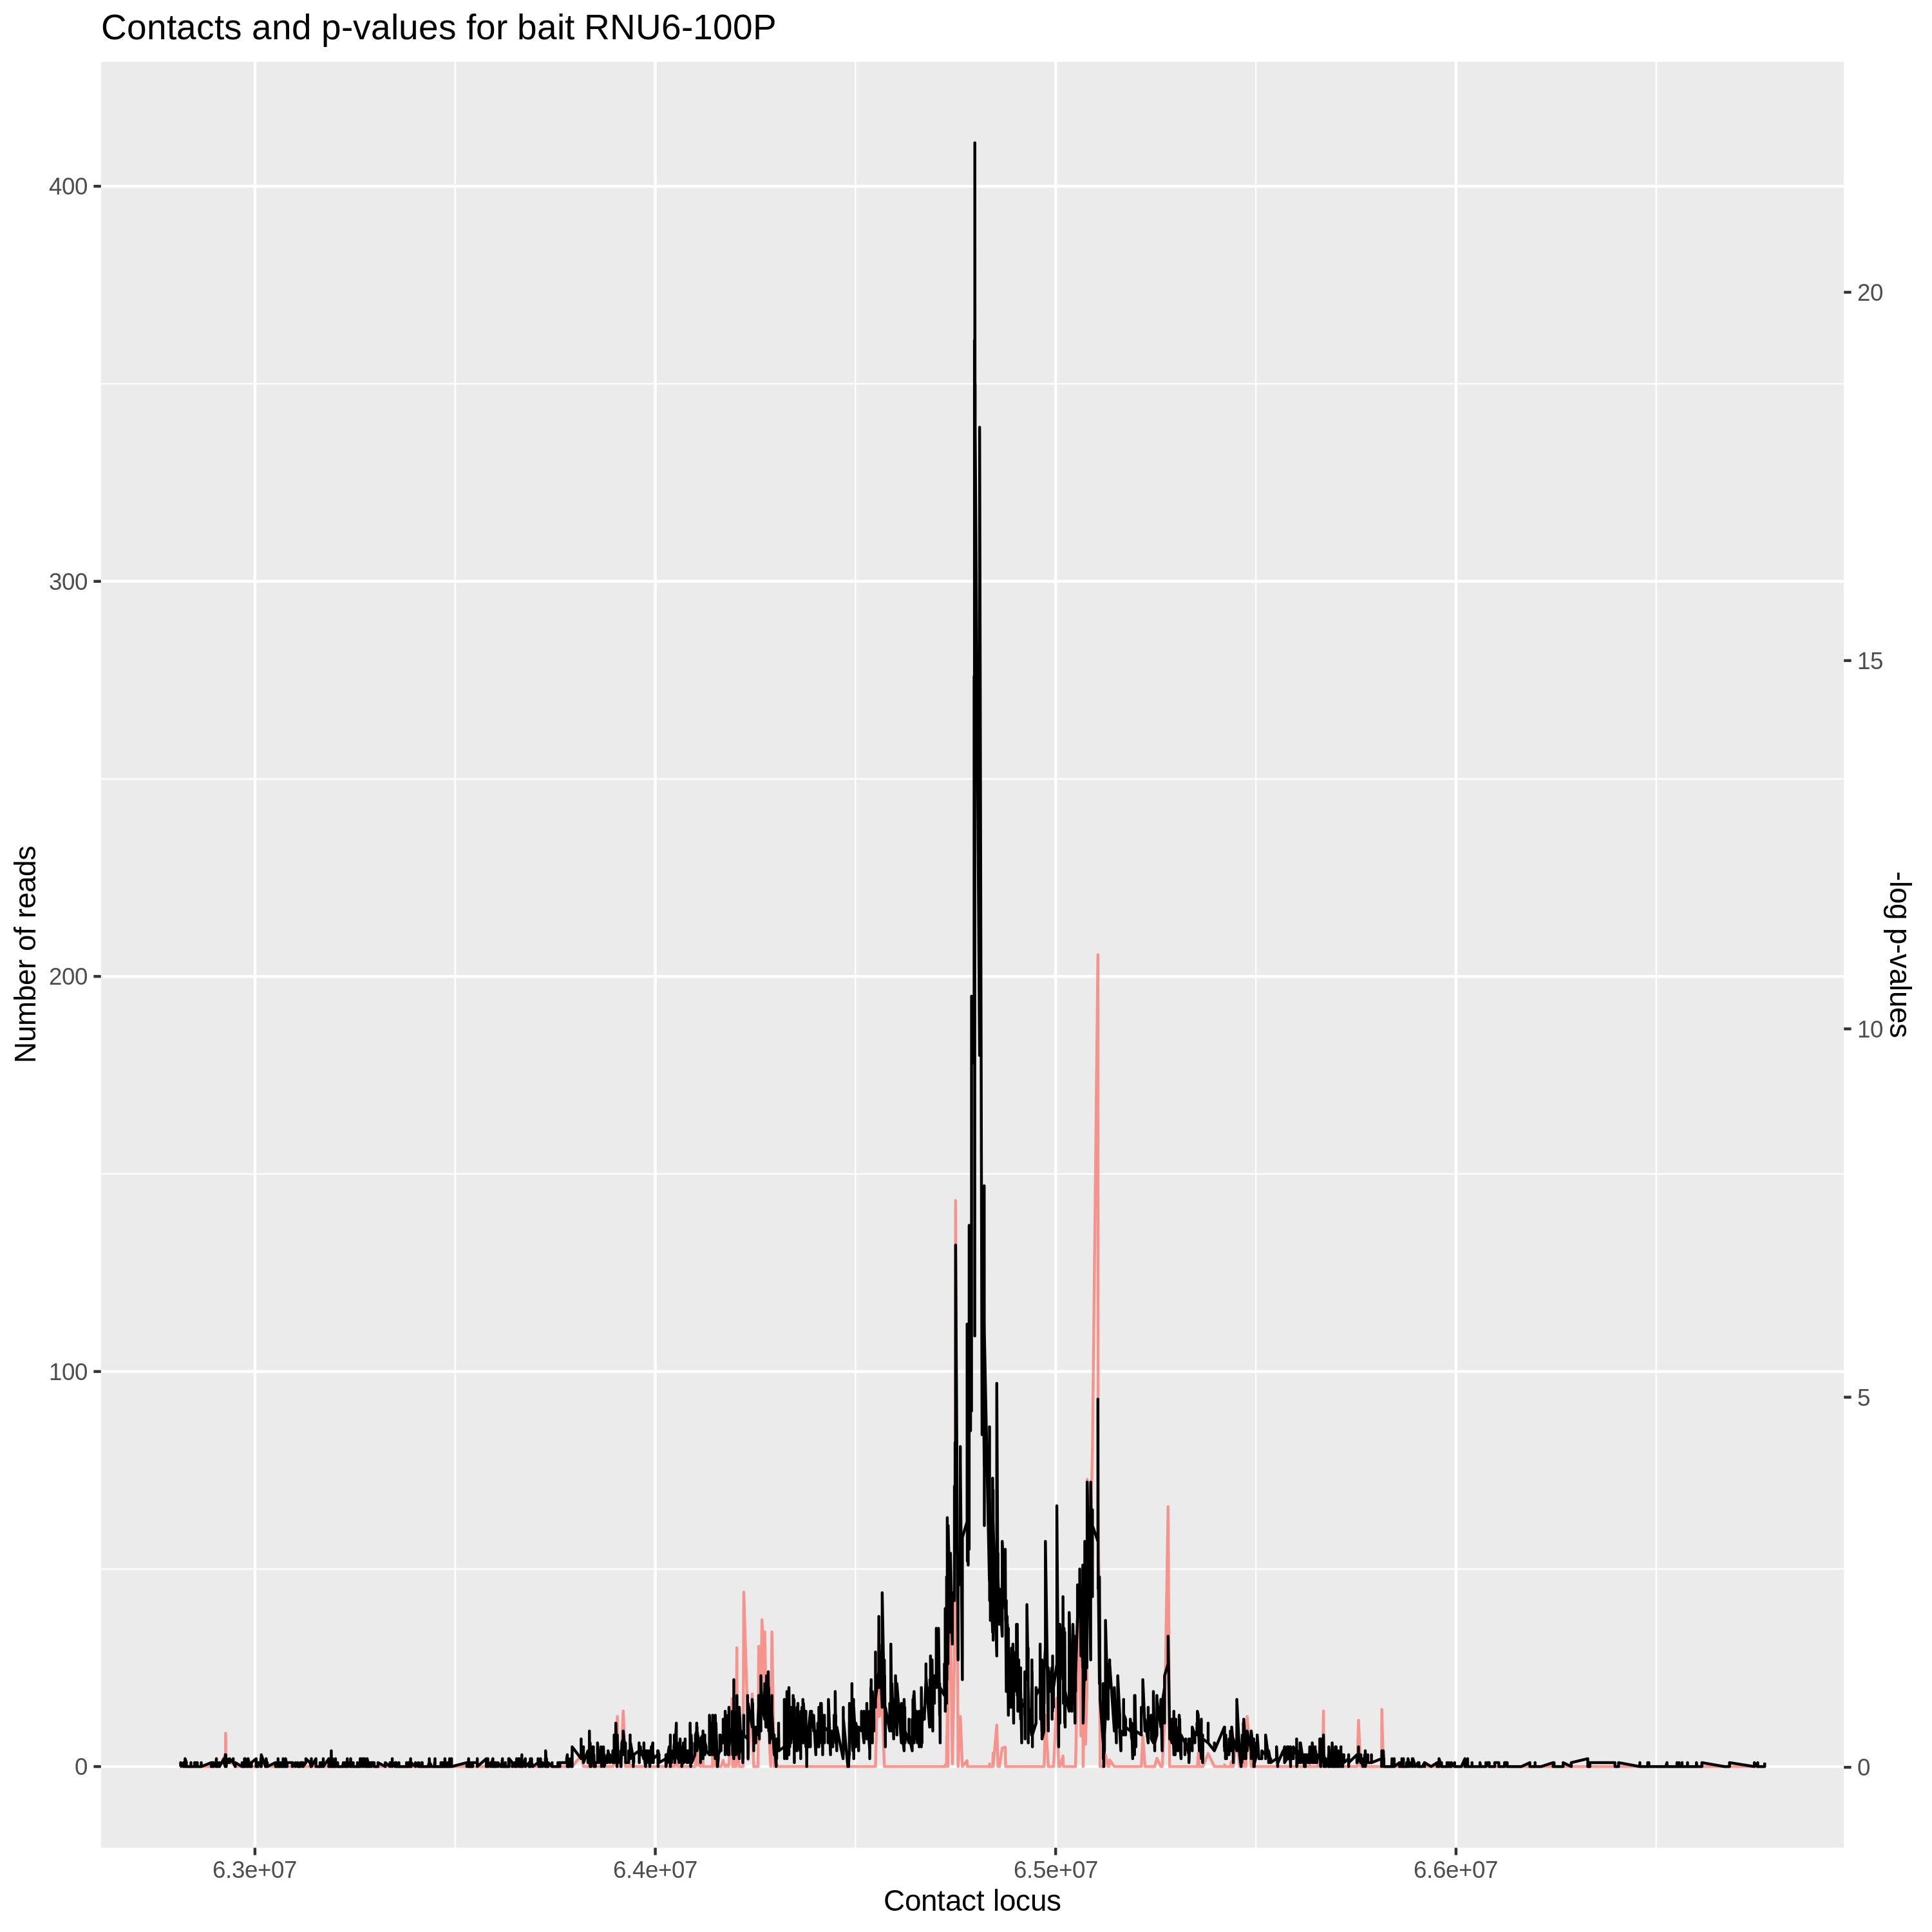 Contacts and p-values for bait RNU6-100P
400
300
200
100
0
Number of reads
20
15
10
5
0
-log p-values
6.3e+07
6.4e+07
6.5e+07
6.6e+07
Contact locus